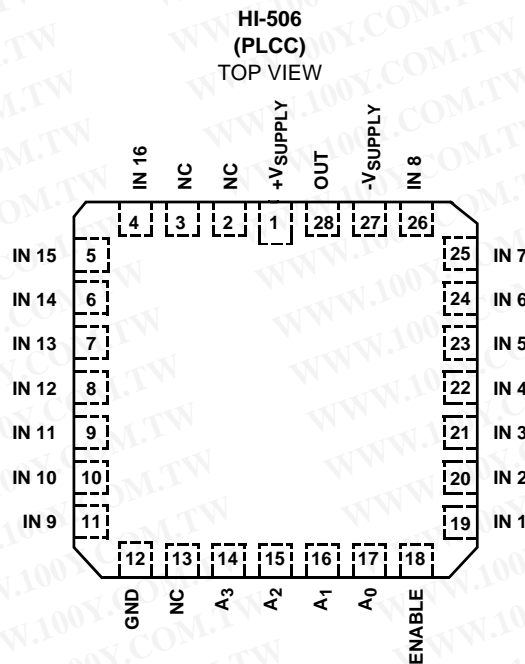 HI-506
(PLCC)
TOP VIEW
IN 16
NC
NC
+VSUPPLY
OUT
-VSUPPLY
IN 8
4
3
2
1
28
27
26
IN 15 5
IN 14 6
IN 13 7
IN 12 8
IN 11 9
IN 10 10
IN 9 11
25 IN 7
24 IN 6
23 IN 5
22 IN 4
21 IN 3
20 IN 2
19 IN 1
12
13
14
15
16
17
18
GND
NC
A3
A2
A1
A0
ENABLE
WWW.100Y.COM.TW